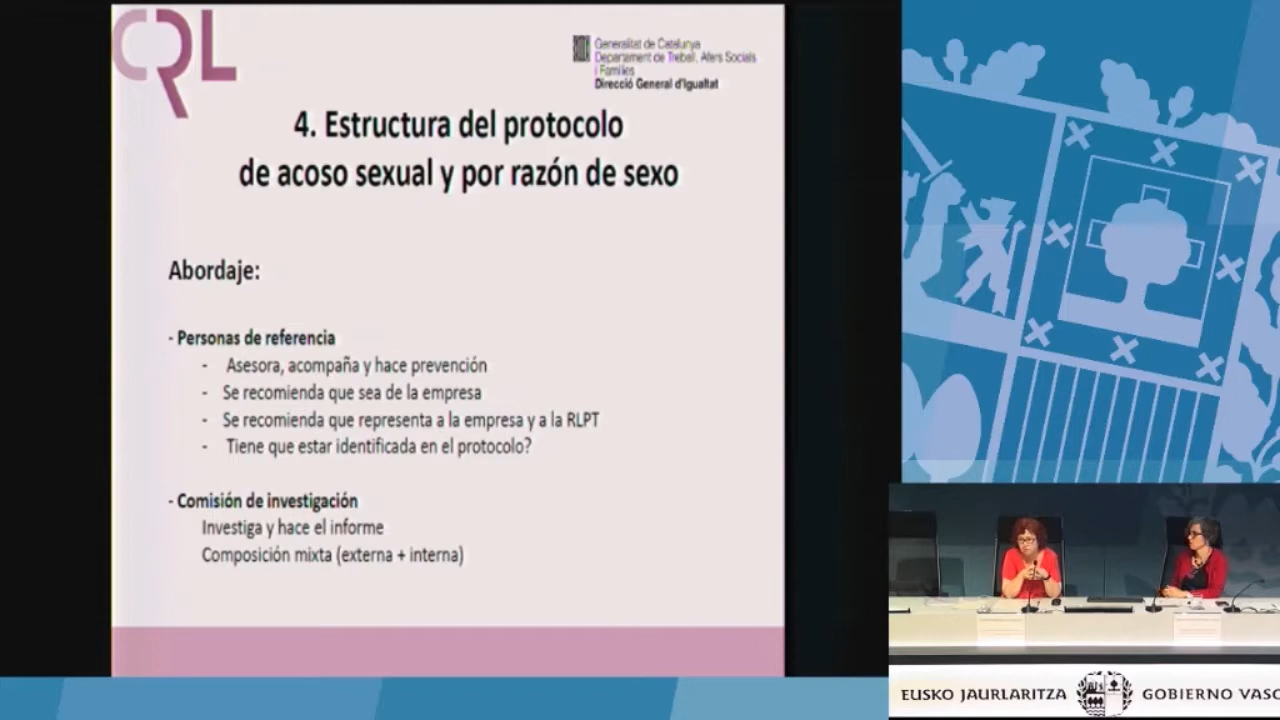 CRL
Generalitat de Catalunya
Departament de Treball, Afers Socials
i Famílies
Direcció General d'Igualtat
4. Estructura del protocolo
de acoso sexual y por razón de sexo
Abordaje:
- Personas de referencia
- Asesora, acompaña y hace prevención
- Se recomienda que sea de la empresa
- Se recomienda que representa a la empresa y a la RLPT
- Tiene que estar identificada en el protocolo?
- Comisión de investigación
Investiga y hace el informe
Composición mixta (externa + interna)
EUSKO JAURLARITZA
GOBIERNO VASC